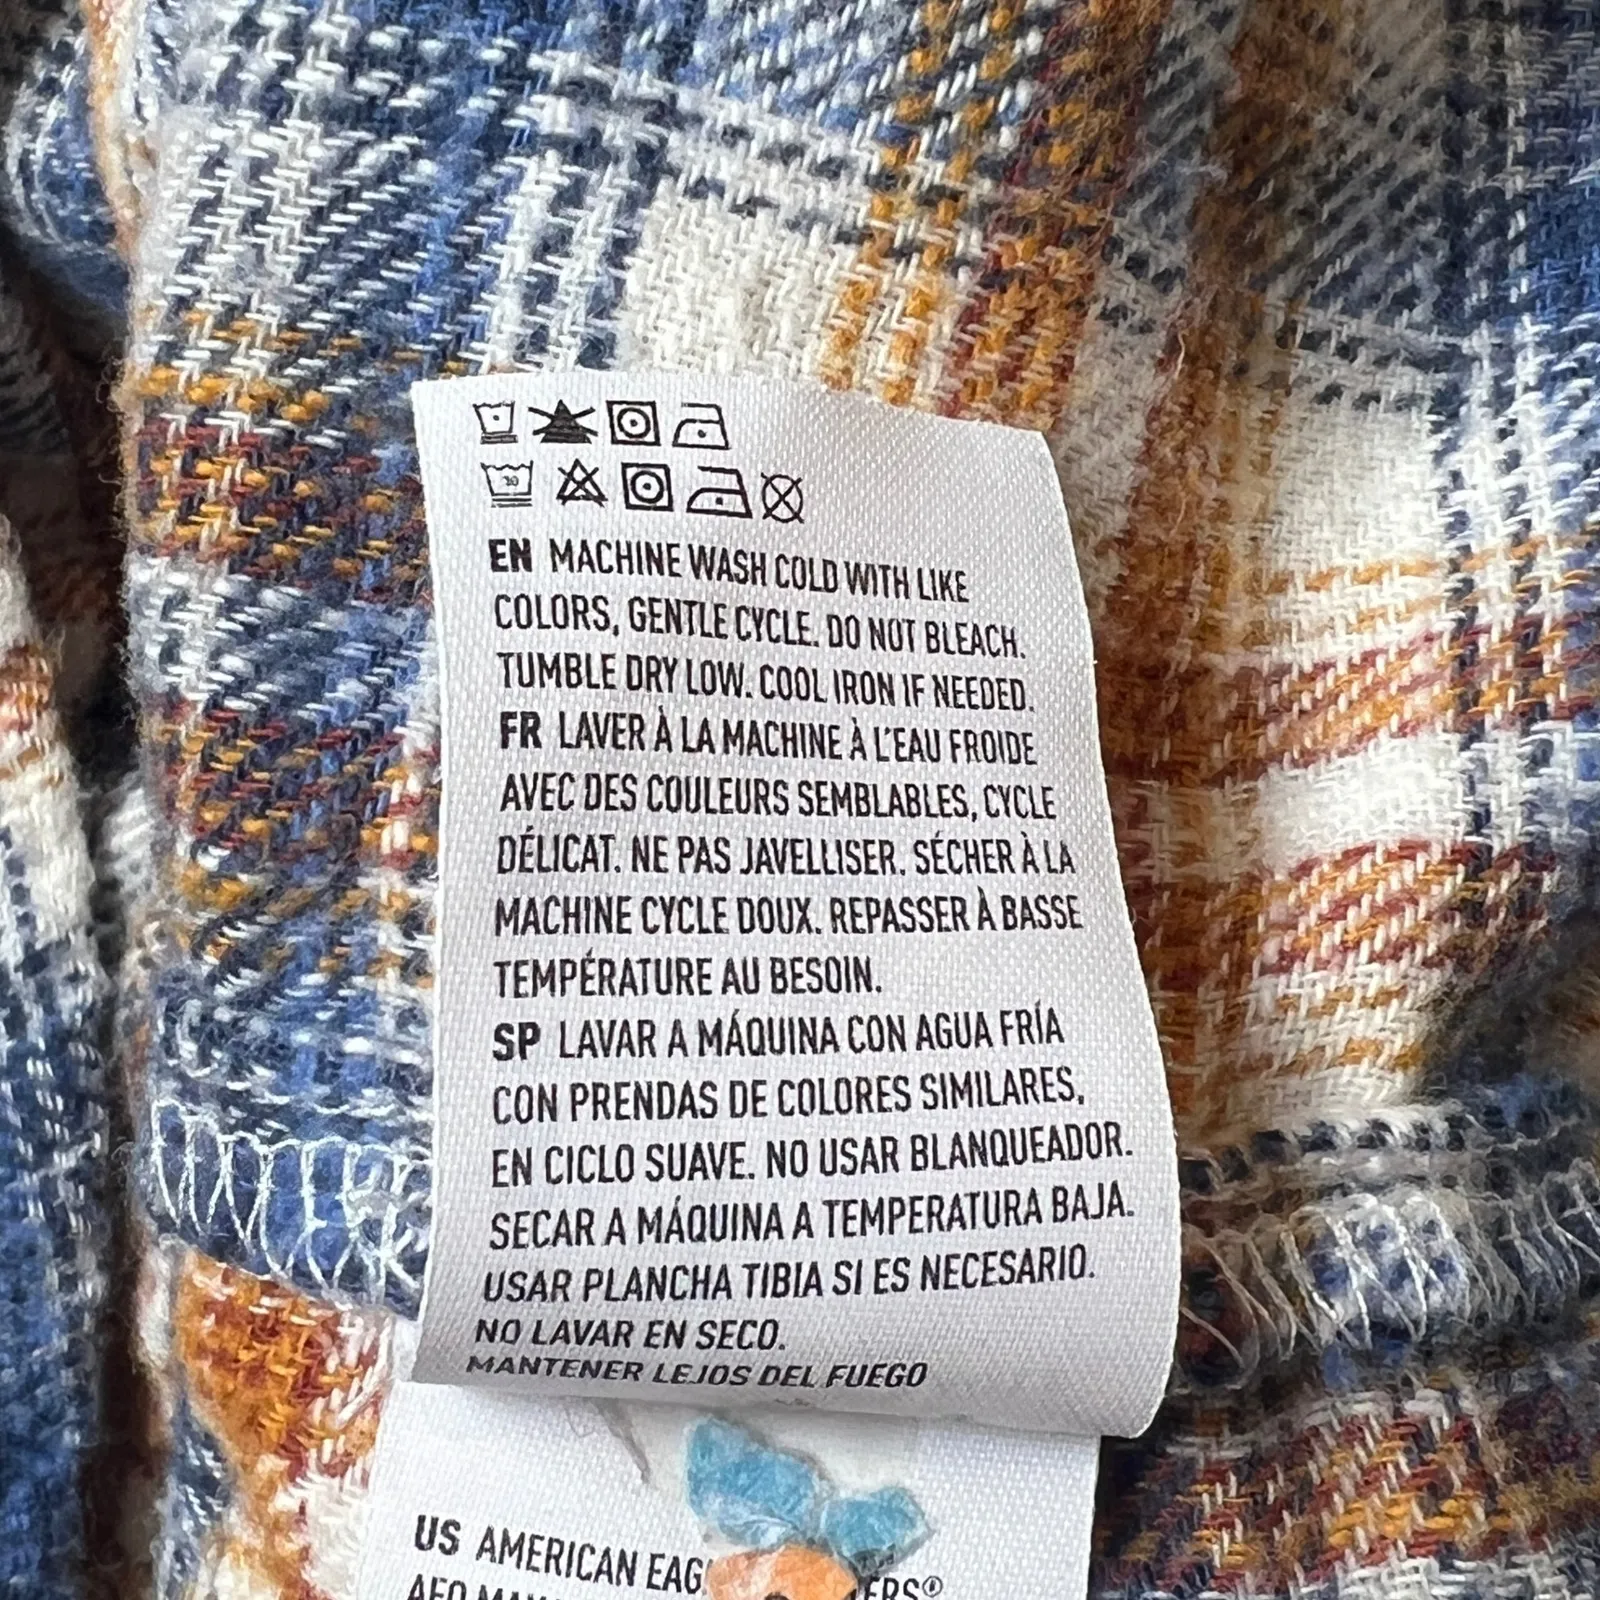 30
EN MACHINE WASH COLD WITH LIKE
COLORS, GENTLE CYCLE. DO NOT BLEACH.
TUMBLE DRY LOW. COOL IRON IF NEEDED.
FR LAVER À LA MACHINE À L'EAU FROIDE
AVEC DES COULEURS SEMBLABLES, CYCLE
DÉLICAT. NE PAS JAVELLISER. SÉCHER À LA
MACHINE CYCLE DOUX. REPASSER À BASSE
TEMPÉRATURE AU BESOIN.
SP LAVAR A MÁQUINA CON AGUA FRÍA
CON PRENDAS DE COLORES SIMILARES,
EN CICLO SUAVE. NO USAR BLANQUEADOR.
SECAR A MÁQUINA A TEMPERATURA BAJA.
USAR PLANCHA TIBIA SI ES NECESARIO.
NO LAVAR EN SECO.
MANTENER LEJOS DEL FUEGO
US AMERICAN